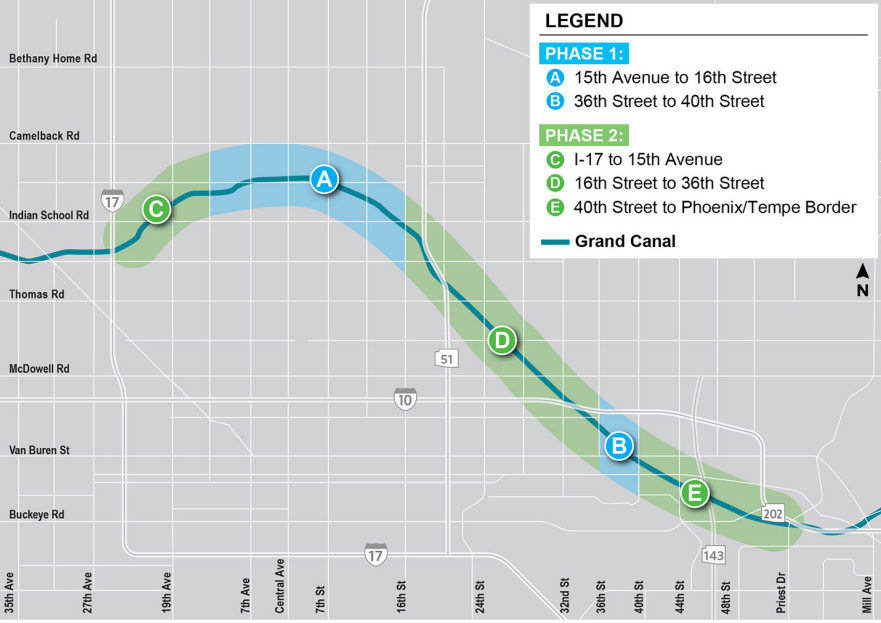 LEGEND
PHASE 1:
A 15th Avenue to 16th Street
B 36th Street to 40th Street
PHASE 2:
C I-17 to 15th Avenue
D 16th Street to 36th Street
E 40th Street to Phoenix/Tempe Border
Grand Canal
N
Bethany Home Rd
Camelback Rd
A
17
C
Indian School Rd
Thomas Rd
D
51
McDowell Rd
10
B
Van Buren St
E
Buckeye Rd
202
17
143
35th Ave
27th Ave
19th Ave
7th Ave
Central Ave
7th St
16th St
24th St
32nd St
36th St
40th St
44th St
48th St
Priest Dr
Mill Ave